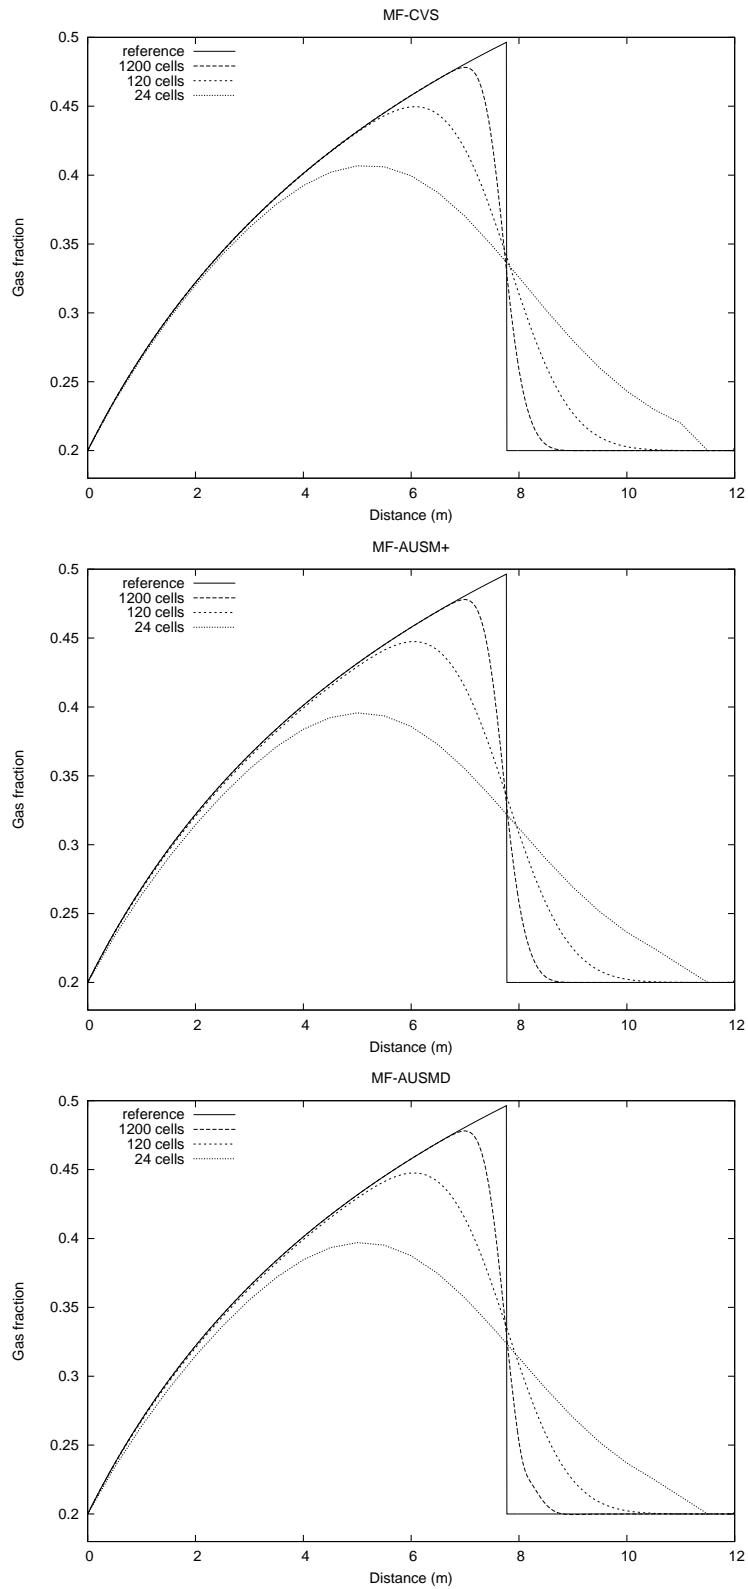 MF-CVS
0.5
reference
1200 cells
120 cells
24 cells
0.45
0.4
0.35
Gas fraction
0.3
0.25
0.2
0 2 4 6 8 10 12
Distance (m)
MF-AUSM+
0.5
reference
1200 cells
120 cells
24 cells
0.45
0.4
0.35
Gas fraction
0.3
0.25
0.2
0 2 4 6 8 10 12
Distance (m)
MF-AUSMD
0.5
reference
1200 cells
120 cells
24 cells
0.45
0.4
0.35
Gas fraction
0.3
0.25
0.2
0 2 4 6 8 10 12
Distance (m)